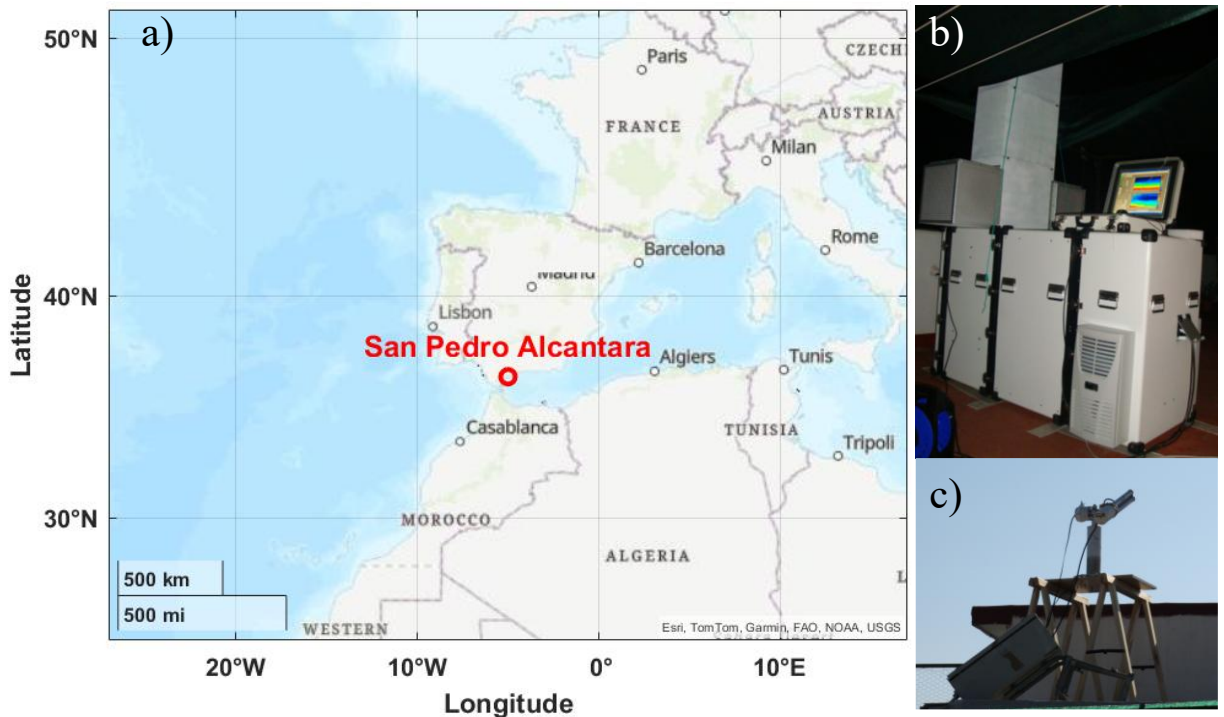 a)
50°N
40°N
30°N
Latitude
Paris
CZECH
FRANCE
AUSTRIA
Milan
Barcelona
Rome
Madrid
Lisbon
San Pedro Alcantara
Algiers
Tunis
Casablanca
TUNISIA
Tripoli
MOROCCO
ALGERIA
L
500 km
500 mi
WESTERN
Esri, TomTom, Garmin, FAO, NOAA, USGS
20°W
10°W
0°
10°E
Longitude
b)
c)